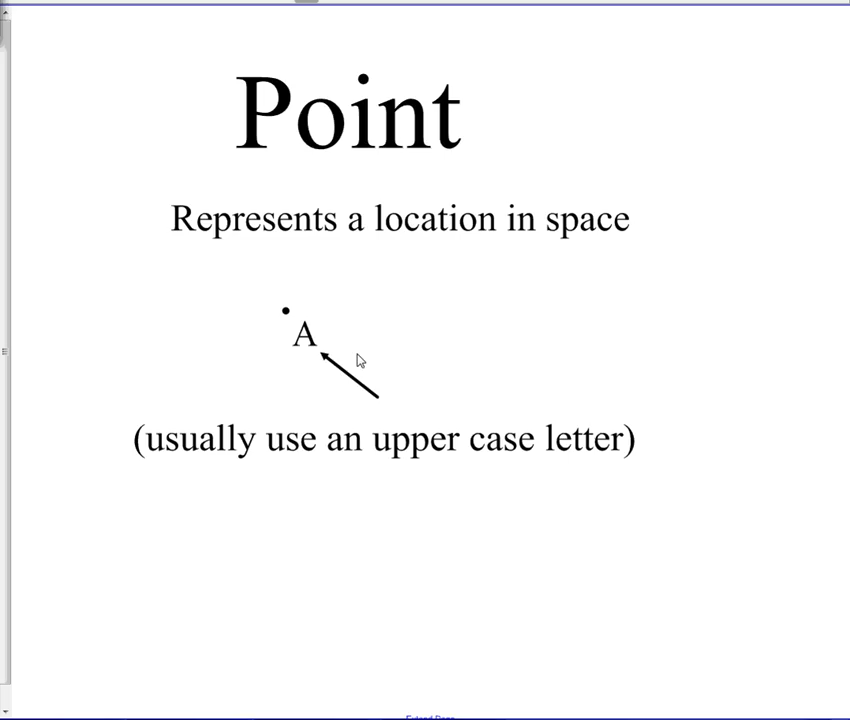 Point
Represents a location in space
A
(usually use an upper case letter)